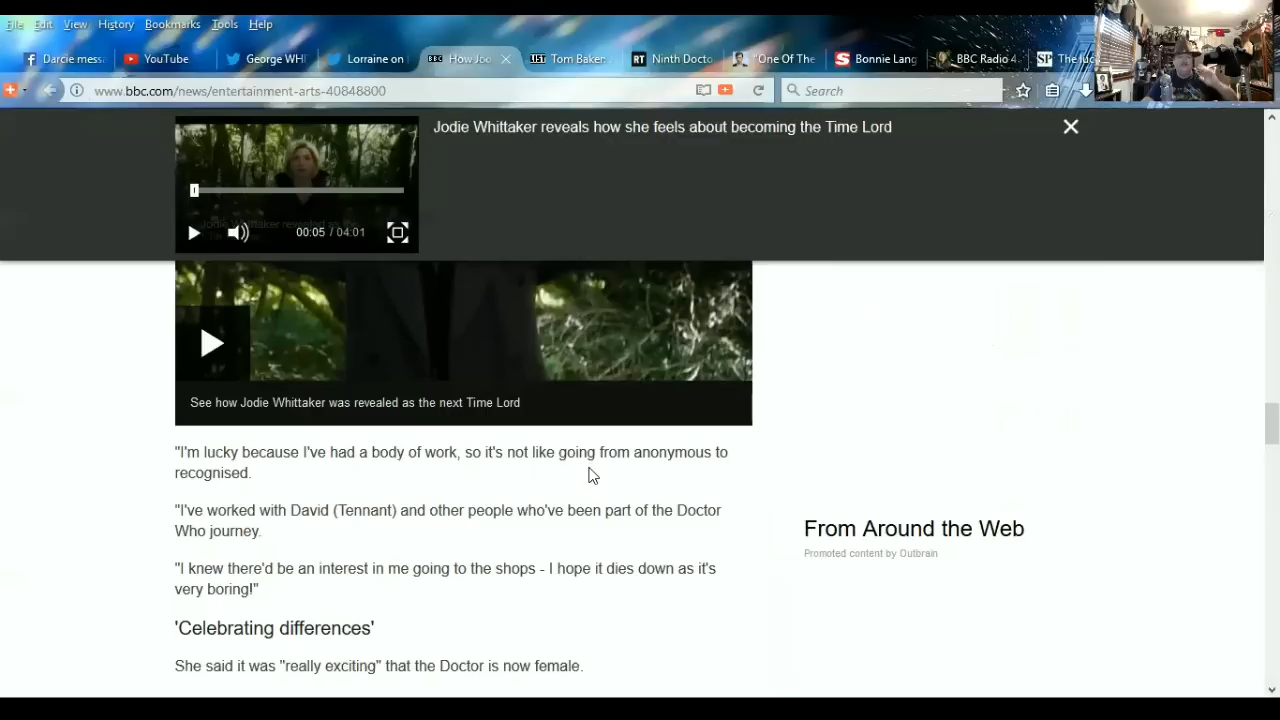 File Edit View History Bookmarks Tools Help
Darcie mess
YouTube
George WHI
Lorraine on
BBC How Joo
LIST Tom Baker
RT Ninth Docto
"One Of The
S Bonnie Lang
BBC Radio 4
SP The luc
www.bbc.com/news/entertainment-arts-40848800
Search
Jodie Whittaker reveals how she feels about becoming the Time Lord
00:05 / 04:01
See how Jodie Whittaker was revealed as the next Time Lord
"I'm lucky because I've had a body of work, so it's not like going from anonymous to
recognised.
"I've worked with David (Tennant) and other people who've been part of the Doctor
Who journey.
"I knew there'd be an interest in me going to the shops - I hope it dies down as it's
very boring!"
'Celebrating differences'
She said it was "really exciting" that the Doctor is now female.
From Around the Web
Promoted content by Outbrain